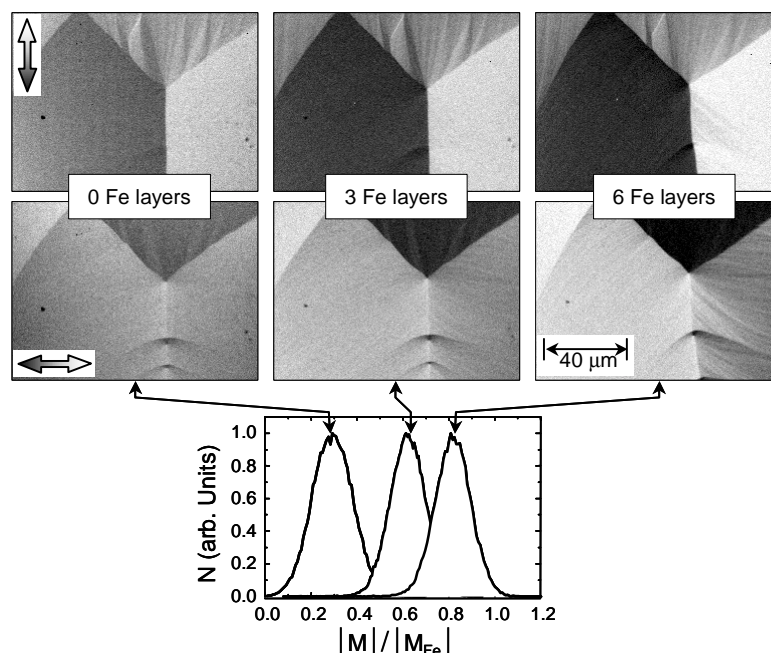 0 Fe layers
3 Fe layers
6 Fe layers
40 μm
N (arb. Units)
1.0
0.8
0.6
0.4
0.2
0.0
0.0 0.2 0.4 0.6 0.8 1.0 1.2
|M| / |M_Fe|